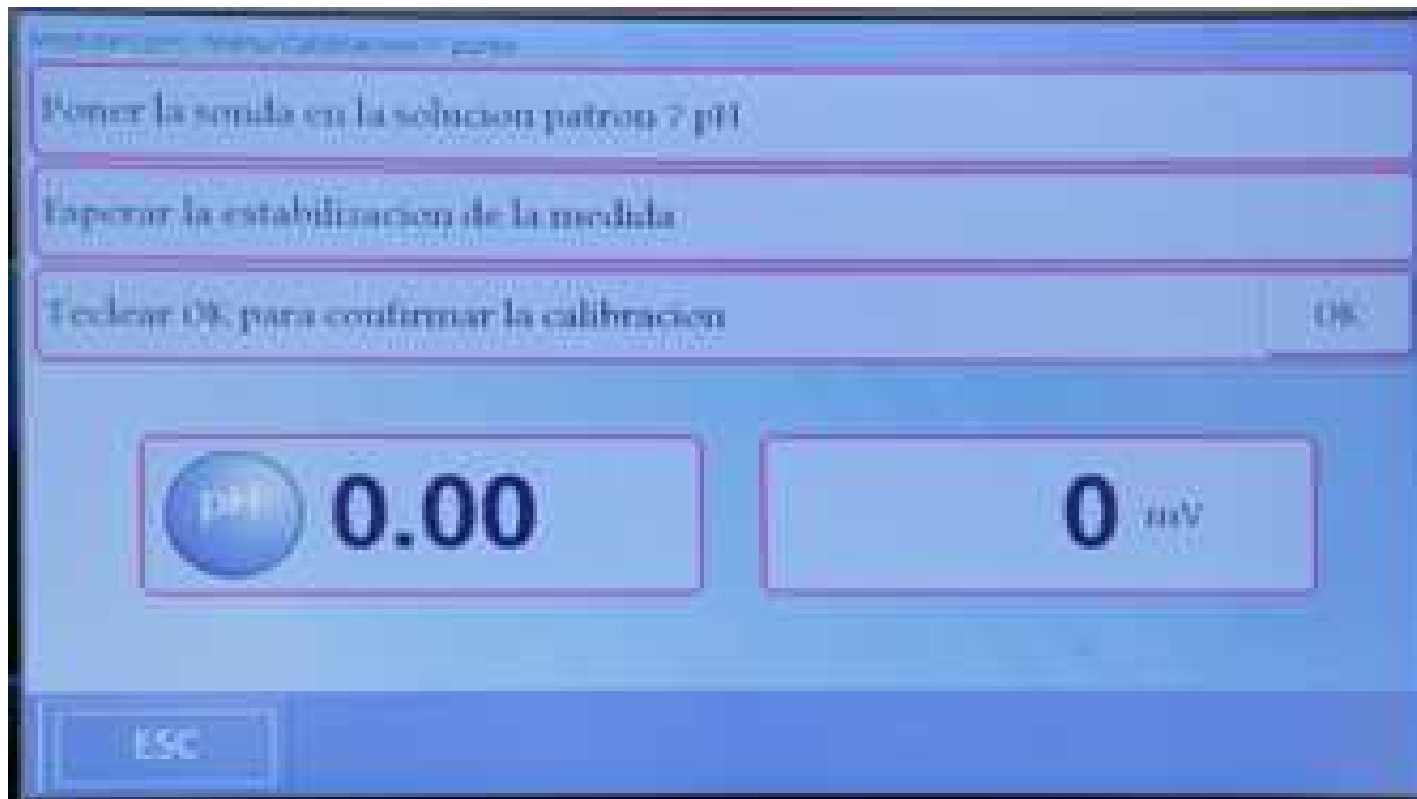 Poner la sonda en la solucion patron 7 pH
Esperar la estabilizacion de la medida
Teclear OK para confirmar la calibracion OK
pH 0.00 0 mV
ESC